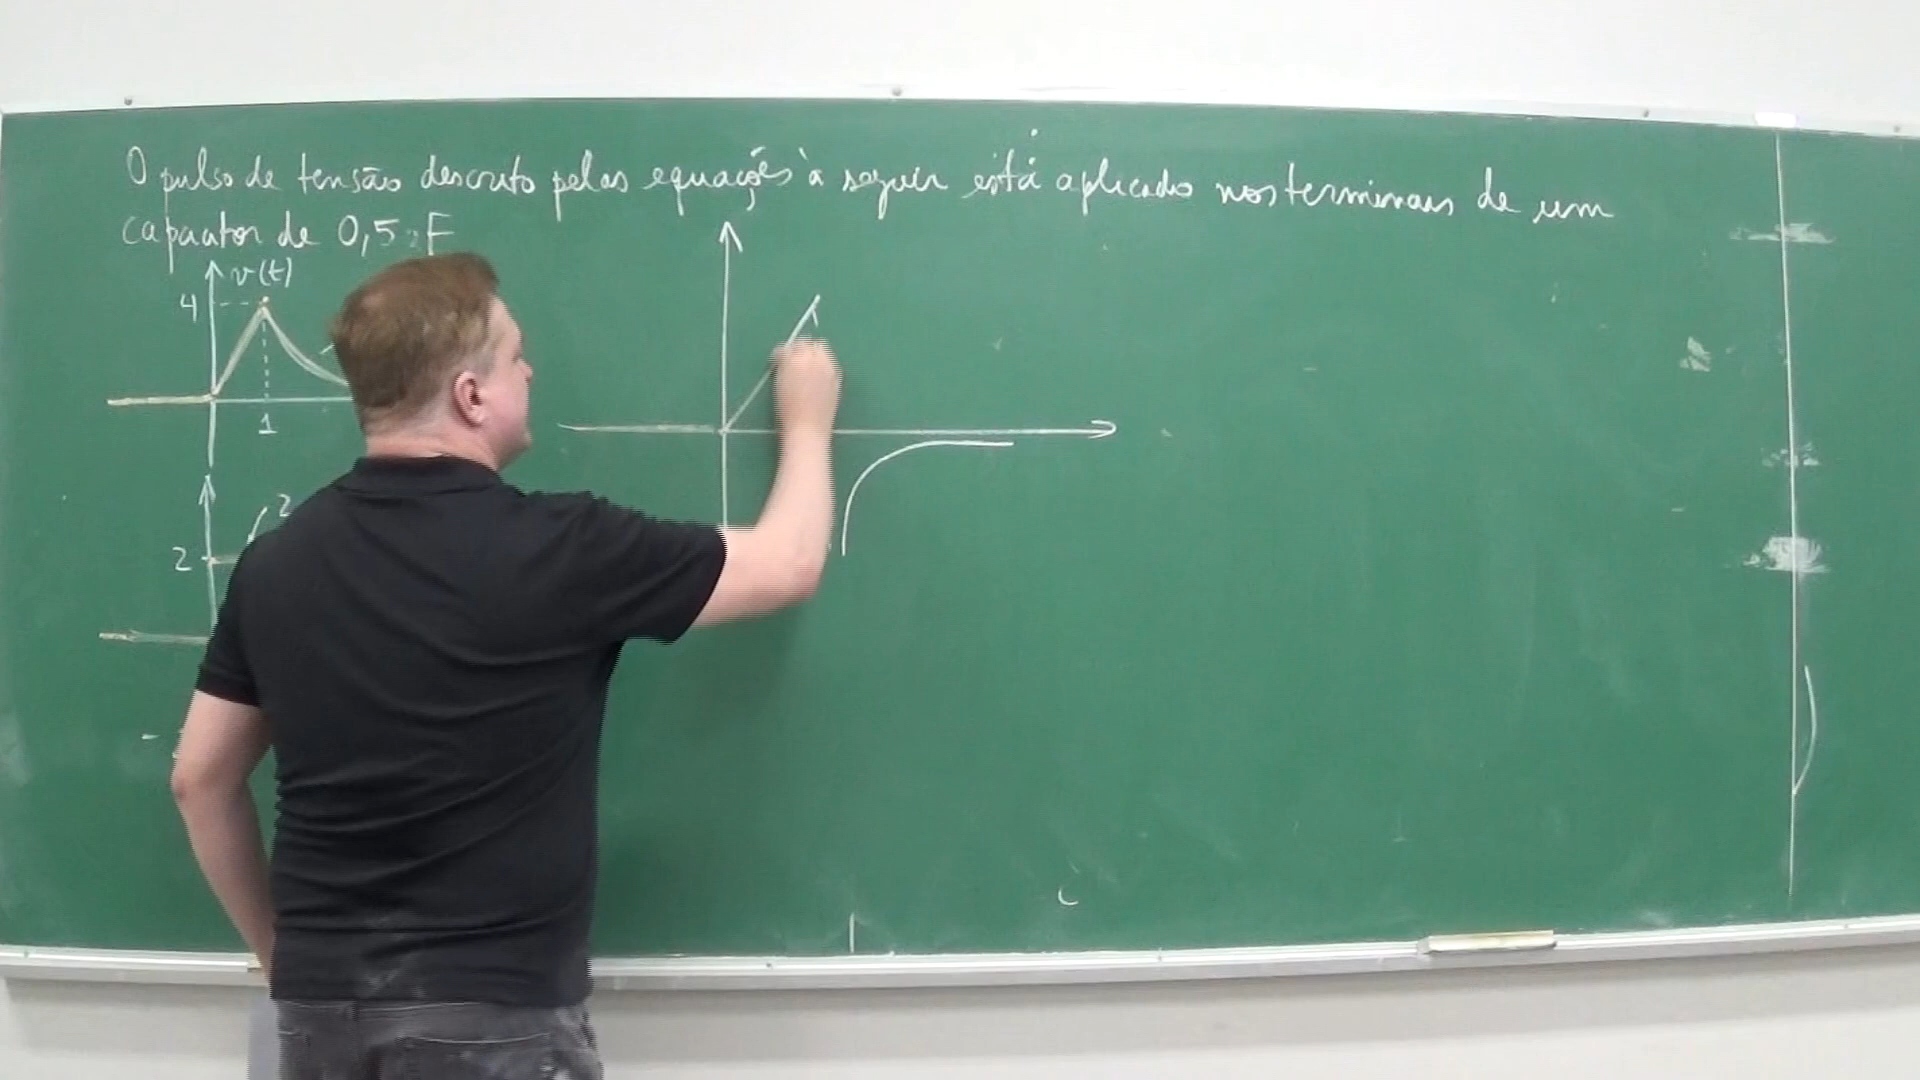 O pulso de tensão descrito pelas equações à seguir está aplicado nos terminais de um
capacitor de 0,5 F
v(t)
4
1
2
2